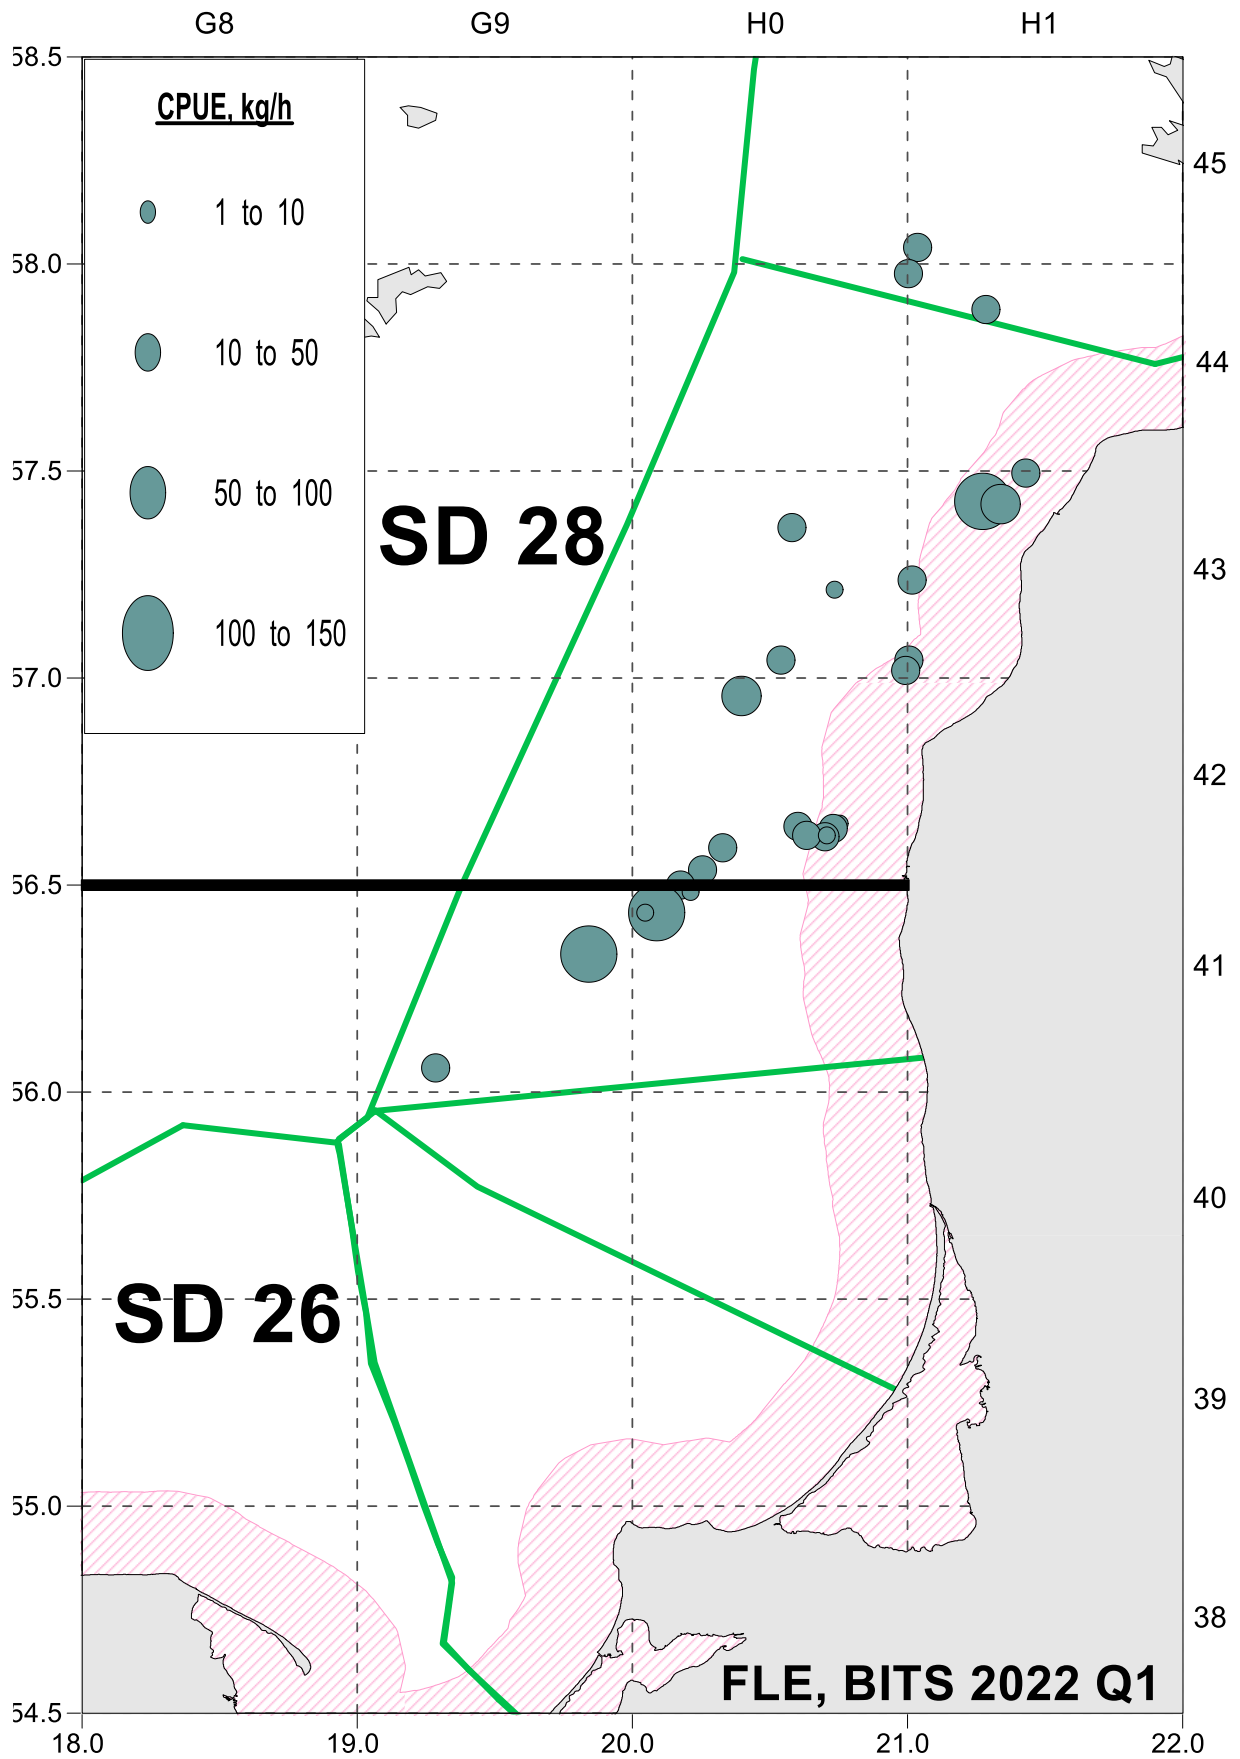 G8 G9 H0 H1
58.5
CPUE, kg/h
45
1 to 10
58.0
10 to 50
44
57.5
50 to 100
SD 28
43
100 to 150
57.0
42
56.5
41
56.0
40
SD 26
55.5
39
55.0
38
FLE, BITS 2022 Q1
54.5
18.0 19.0 20.0 21.0 22.0